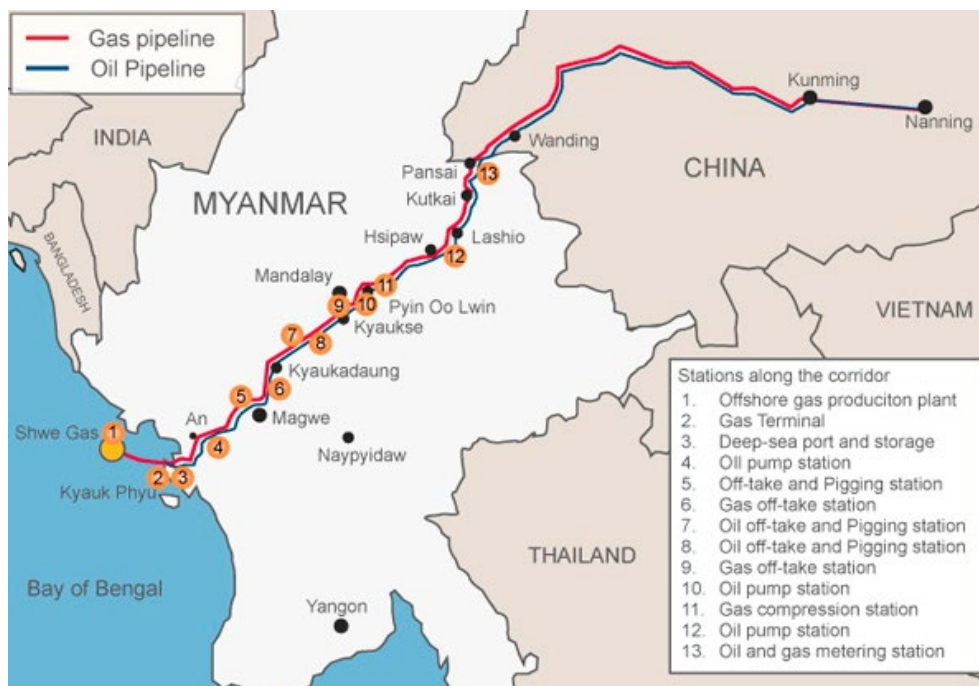 Gas pipeline
Oil Pipeline
Kunming
Nanning
INDIA
Wanding
Pansai
13
CHINA
Kutkai
MYANMAR
BANGLADESH
Hsipaw
Lashio
12
Mandalay
11
9
10
Pyin Oo Lwin
VIETNAM
7
Kyaukse
8
Kyaukadaung
6
5
An
Magwe
Shwe Gas
1
4
Naypyidaw
2
3
Kyauk Phyu
THAILAND
Bay of Bengal
Yangon
Stations along the corridor
1. Offshore gas produciton plant
2. Gas Terminal
3. Deep-sea port and storage
4. OIl pump station
5. Off-take and Pigging station
6. Gas off-take station
7. Oil off-take and Pigging station
8. Oil off-take and Pigging station
9. Gas off-take station
10. Oil pump station
11. Gas compression station
12. Oil pump station
13. Oil and gas metering station